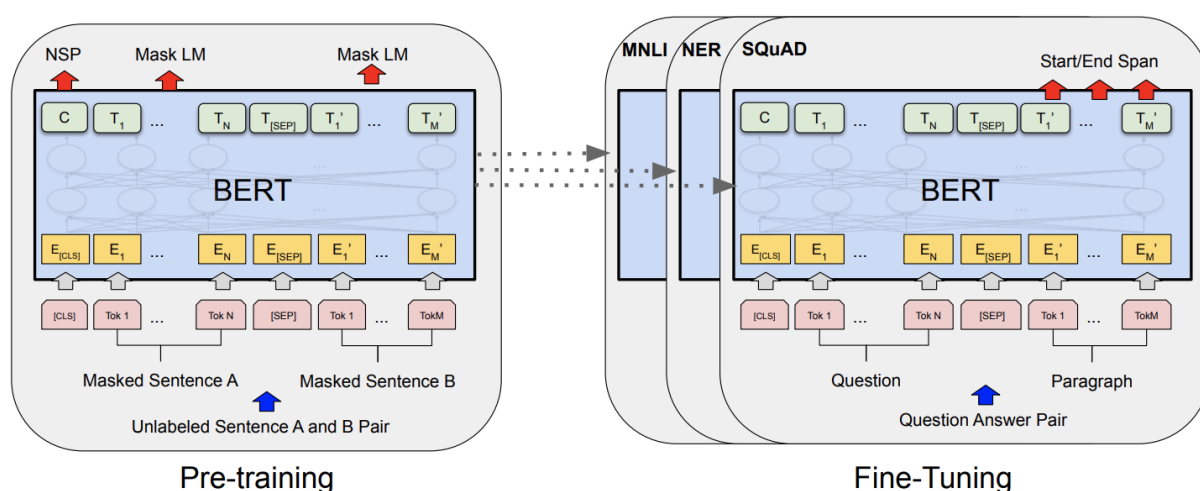 NSP Mask LM Mask LM
C T1 ... TN T[SEP] T1' ... TM'
...
BERT
...
E[CLS] E1 ... EN E[SEP] E1' ... EM'
[CLS] Tok 1 ... Tok N [SEP] Tok 1 ... TokM
Masked Sentence A Masked Sentence B
Unlabeled Sentence A and B Pair
Pre-training
MNLI NER SQuAD
Start/End Span
C T1 ... TN T[SEP] T1' ... TM'
...
BERT
...
E[CLS] E1 ... EN E[SEP] E1' ... EM'
[CLS] Tok 1 ... Tok N [SEP] Tok 1 ... TokM
Question Paragraph
Question Answer Pair
Fine-Tuning